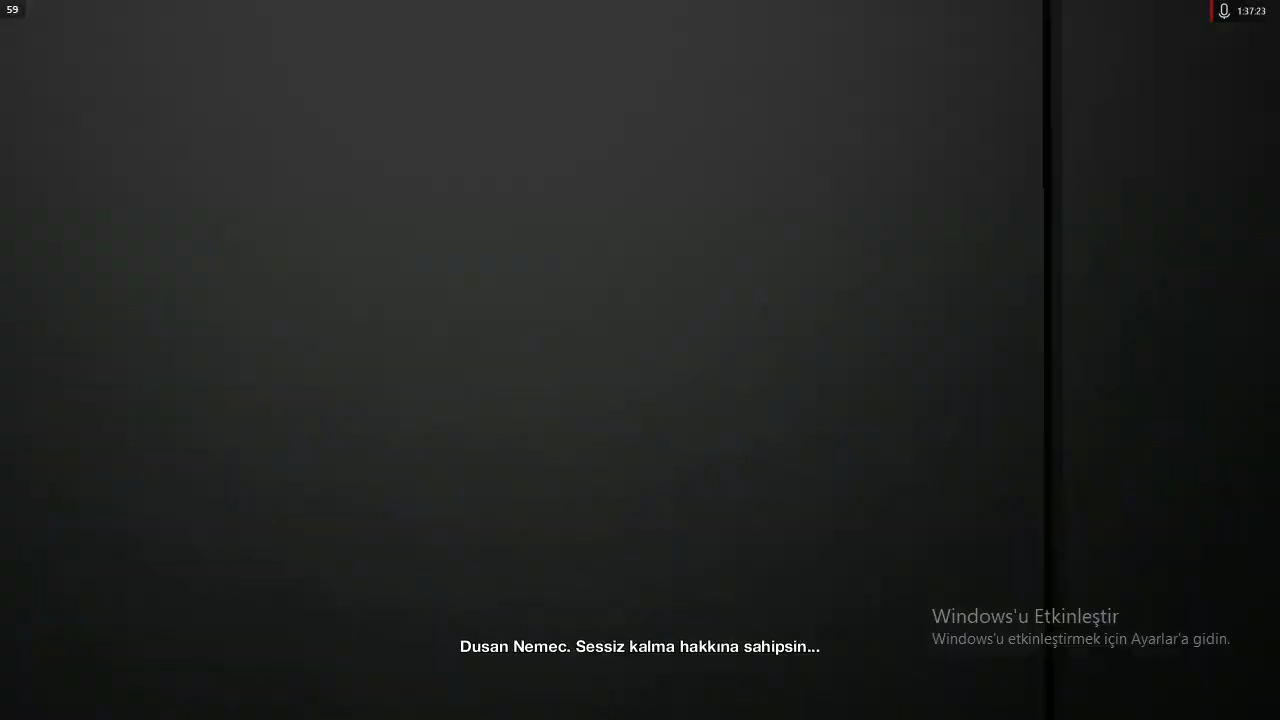 59
1:37:23
Windows'u Etkinleştir
Windows'u etkinleştirmek için Ayarlar'a gidin.
Dusan Nemec. Sessiz kalma hakkına sahipsin...